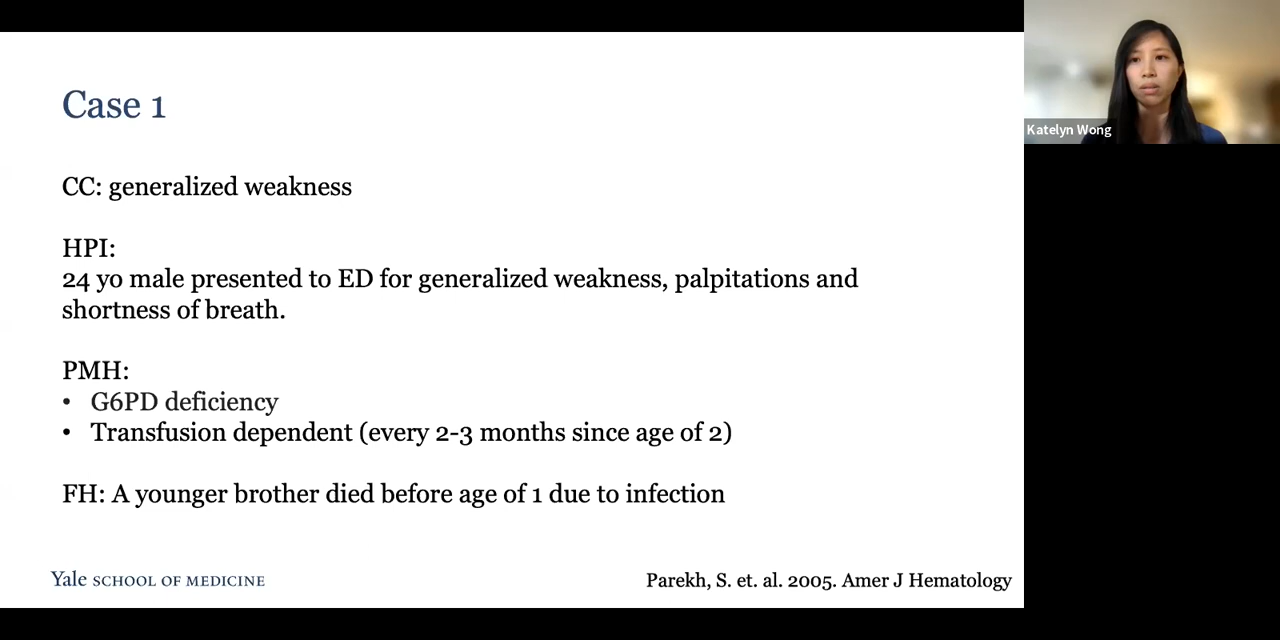 Case 1
CC: generalized weakness
HPI:
24 yo male presented to ED for generalized weakness, palpitations and
shortness of breath.
PMH:
• G6PD deficiency
• Transfusion dependent (every 2-3 months since age of 2)
FH: A younger brother died before age of 1 due to infection
Yale SCHOOL OF MEDICINE
Parekh, S. et. al. 2005. Amer J Hematology
Katelyn Wong